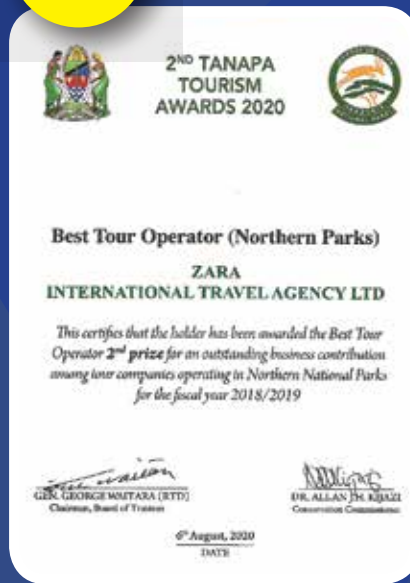 2ND TANAPA
TOURISM
AWARDS 2020
Best Tour Operator (Northern Parks)
ZARA
INTERNATIONAL TRAVEL AGENCY LTD
This certifies that the holder has been awarded the Best Tour
Operator 2nd prize for an outstanding business contribution
among tour companies operating in Northern National Parks
for the fiscal year 2018/2019
GEN. GEORGE WAITARA (RTD)
Chairman, Board of Trustees
DR. ALLAN J.H. KIJAZI
Conservation Commissioner
6th August, 2020
DATE